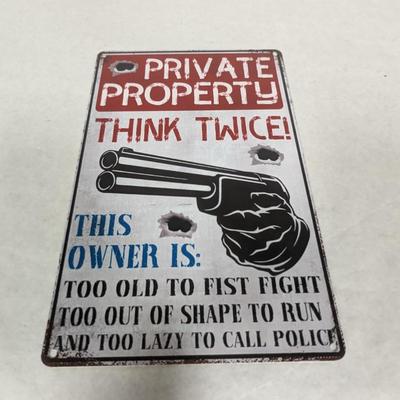 PRIVATE
PROPERTY
THINK TWICE!
THIS
OWNER IS:
TOO OLD TO FIST FIGHT
TOO OUT OF SHAPE TO RUN
AND TOO LAZY TO CALL POLICE